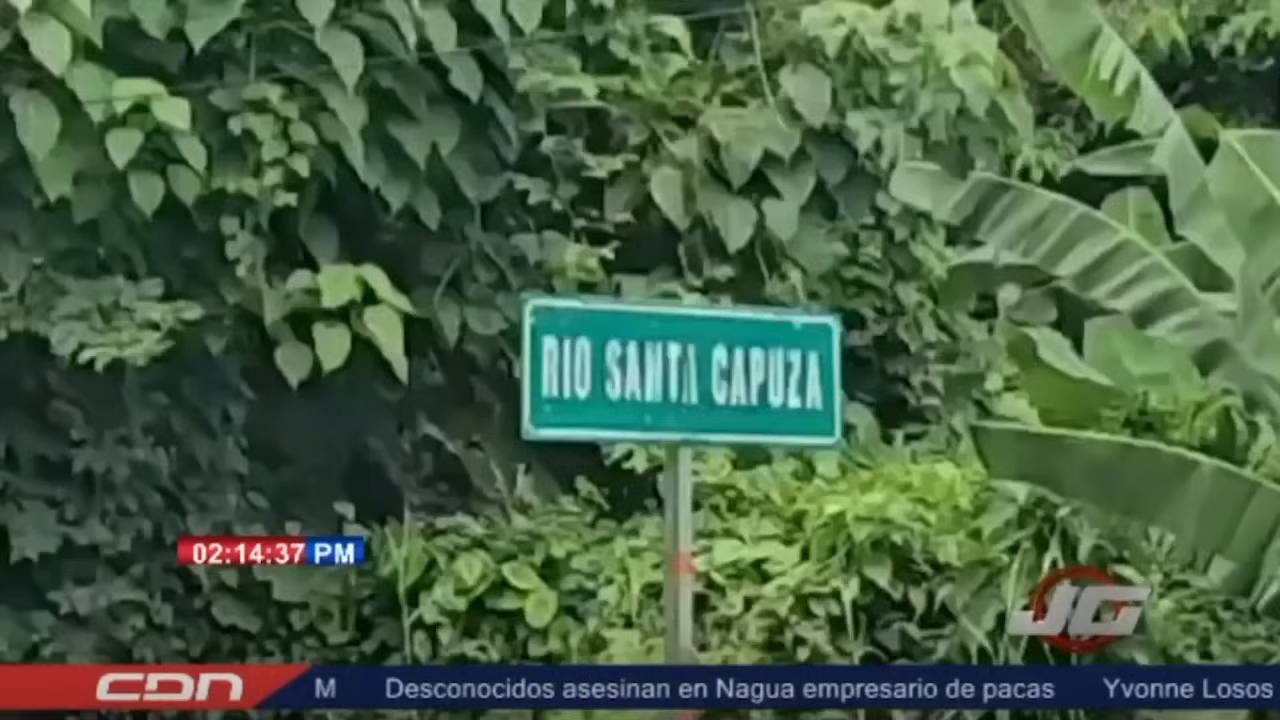 RIO SANTA CAPUZA
02:14:37 PM
JG
CDN M Desconocidos asesinan en Nagua empresario de pacas Yvonne Losos